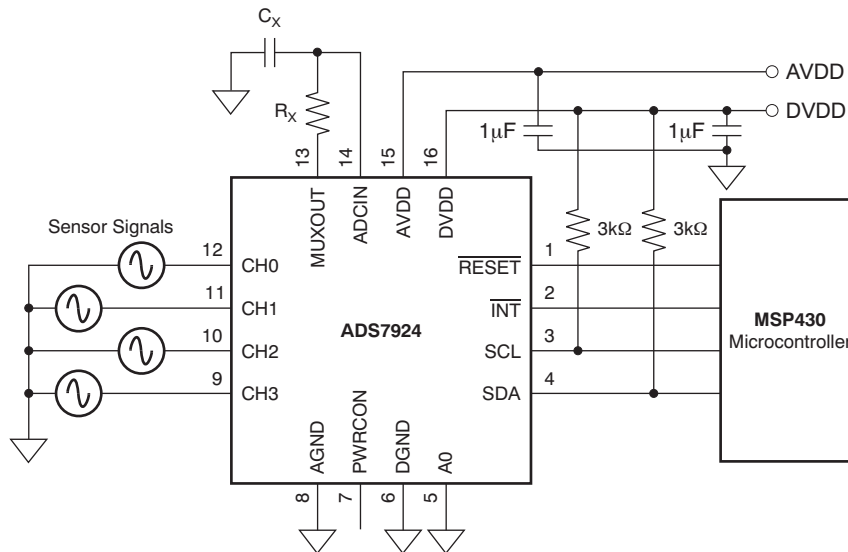 CX
AVDD
RX
DVDD
1μF
1μF
13
14
15
16
MUXOUT
ADCIN
AVDD
DVDD
3kΩ
3kΩ
Sensor Signals
12
CH0
RESET
1
11
CH1
INT
2
MSP430
Microcontroller
ADS7924
10
CH2
SCL
3
9
CH3
SDA
4
AGND
PWRCON
DGND
A0
8
7
6
5